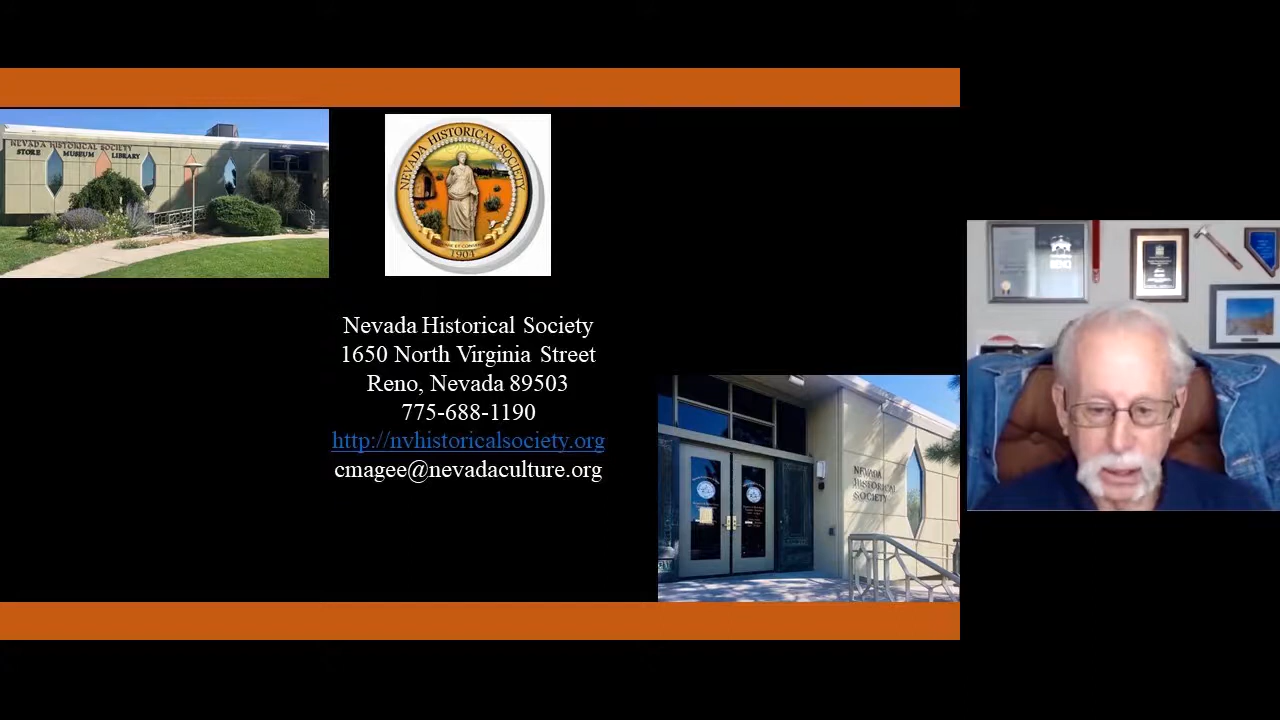 NEVADA HISTORICAL SOCIETY
STORE MUSEUM LIBRARY
NEVADA HISTORICAL SOCIETY
1904
Nevada Historical Society
1650 North Virginia Street
Reno, Nevada 89503
775-688-1190
http://nvhistoricalsociety.org
cmagee@nevadaculture.org
NEVADA
HISTORICAL
SOCIETY